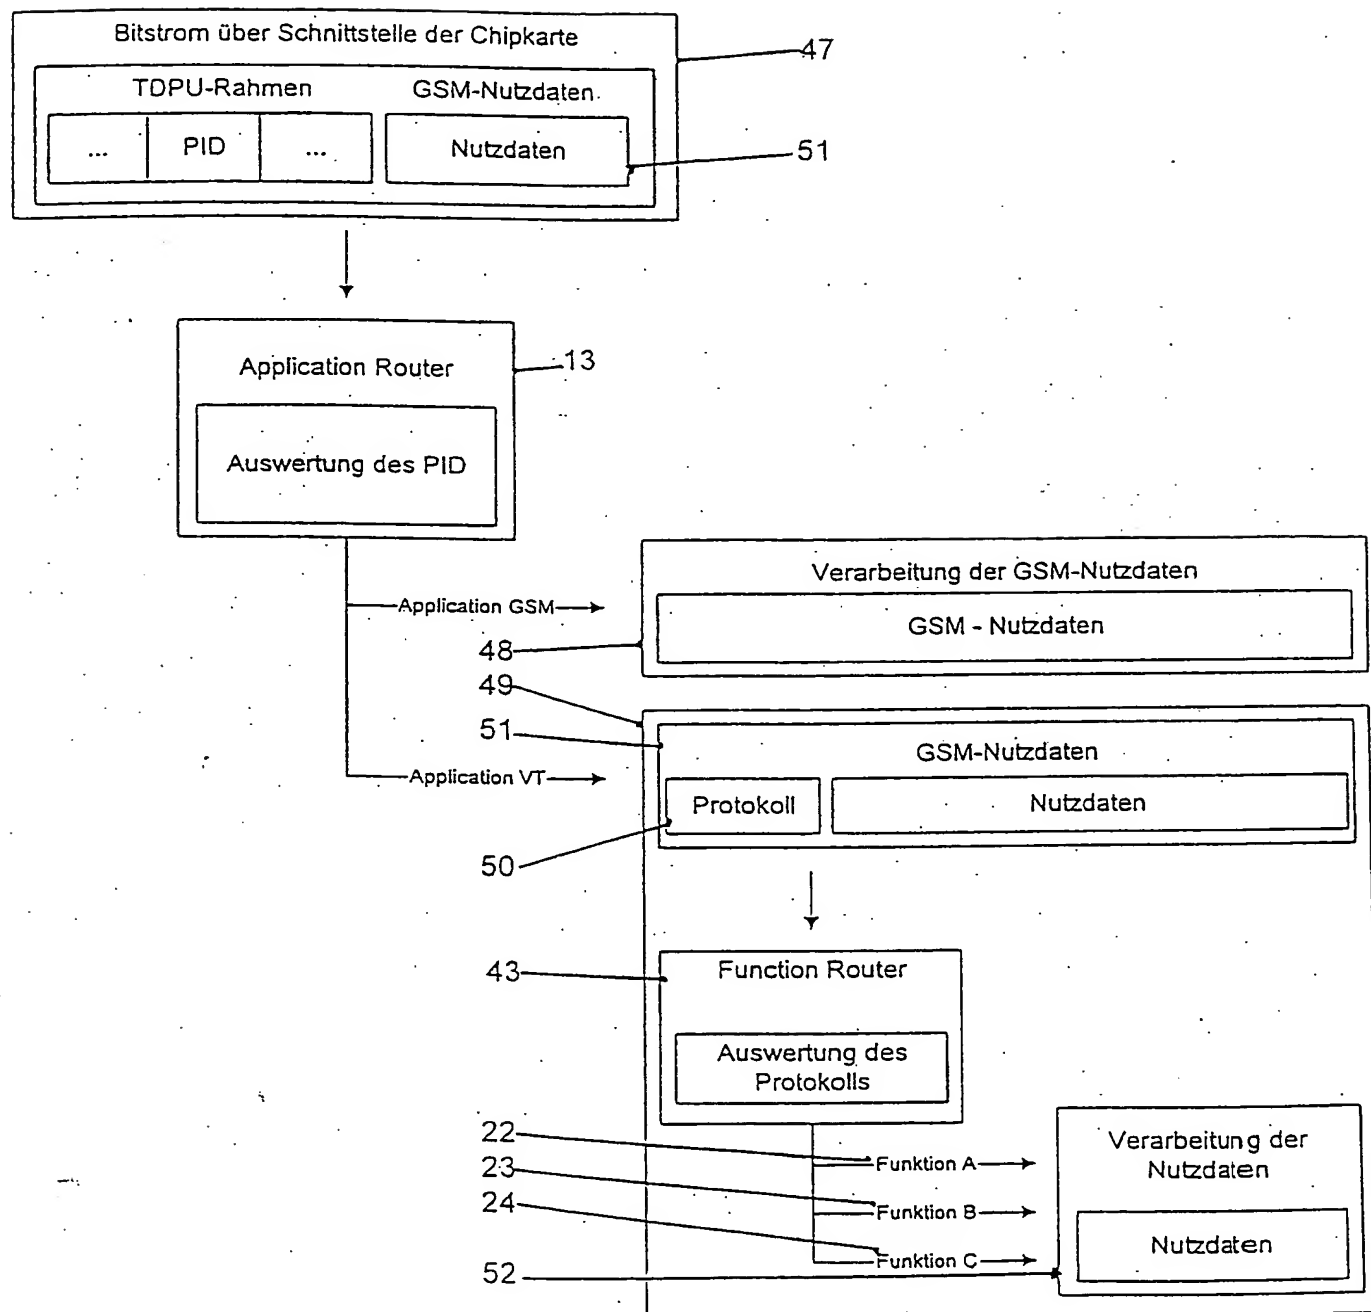 Bitstrom über Schnittstelle der Chipkarte
47
TDPU-Rahmen
GSM-Nutzdaten
...
PID
...
Nutzdaten
51
Application Router
13
Auswertung des PID
Verarbeitung der GSM-Nutzdaten
Application GSM
GSM - Nutzdaten
48
49
51
GSM-Nutzdaten
Application VT
Protokoll
Nutzdaten
50
43
Function Router
Auswertung des
Protokolls
22
Funktion A
23
Funktion B
24
Funktion C
52
Verarbeitung der
Nutzdaten
Nutzdaten